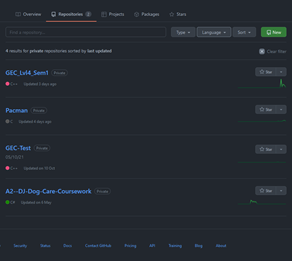 Overview Repositories 2 Projects Packages Stars
Find a repository...
Type Language Sort New
4 results for private repositories sorted by last updated
Clear filter
GEC_Lvl4_Sem1 Private
Star
C++ Updated 3 days ago
Pacman Private
Star
C Updated 4 days ago
GEC-Test Private
Star
05/10/21
C++ Updated on 10 Oct
A2--DJ-Dog-Care-Coursework Private
Star
C# Updated on 5 May
Security Status Docs Contact GitHub Pricing API Training Blog About